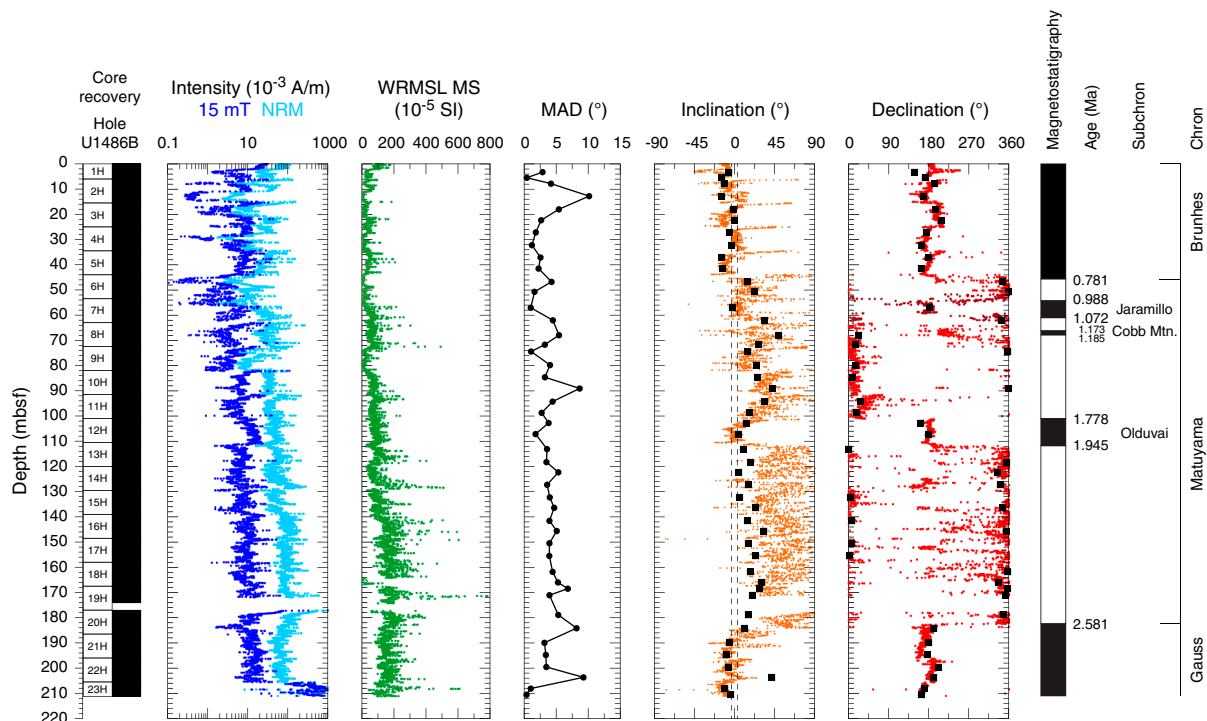 Core
recovery
Hole
U1486B
Intensity (10⁻³ A/m)
15 mT NRM
0.1 10 1000
WRMSL MS
(10⁻⁵ SI)
0 200 400 600 800
MAD (°)
0 5 10 15
Inclination (°)
-90 -45 0 45 90
Declination (°)
0 90 180 270 360
Magnetostratigraphy
Age (Ma)
Subchron
Chron
Depth (mbsf)
0
10
20
30
40
50
60
70
80
90
100
110
120
130
140
150
160
170
180
190
200
210
220
1H
2H
3H
4H
5H
6H
7H
8H
9H
10H
11H
12H
13H
14H
15H
16H
17H
18H
19H
20H
21H
22H
23H
0.781
0.988
1.072
1.173
1.185
1.778
1.945
2.581
Jaramillo
Cobb Mtn.
Olduvai
Brunhes
Matuyama
Gauss